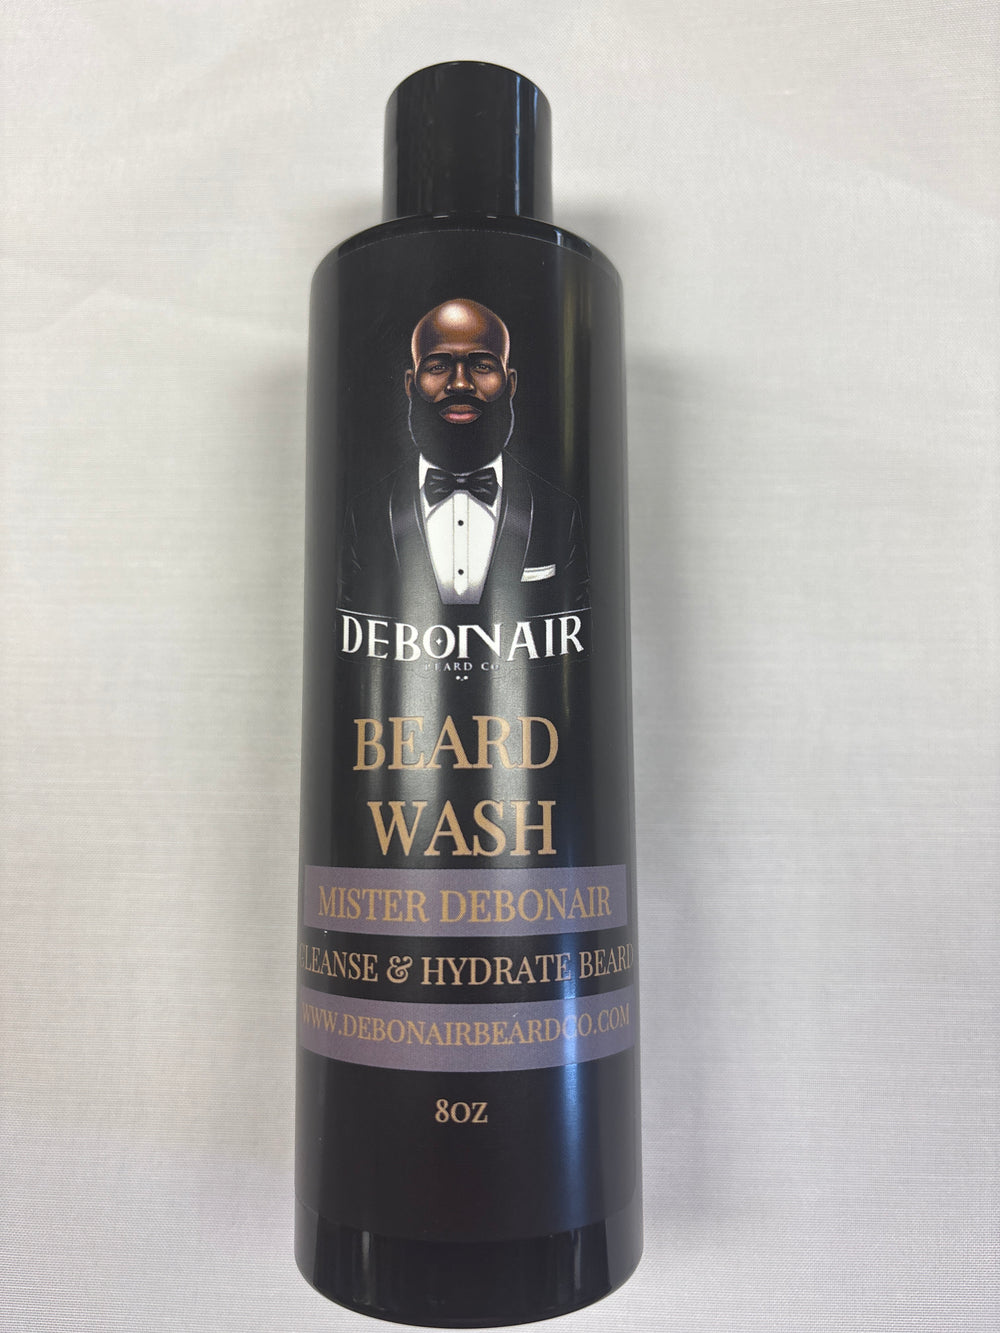 DEBONAIR
BEARD CO
BEARD
WASH
MISTER DEBONAIR
CLEANSE & HYDRATE BEARD
WWW.DEBONAIRBEARDCO.COM
8OZ